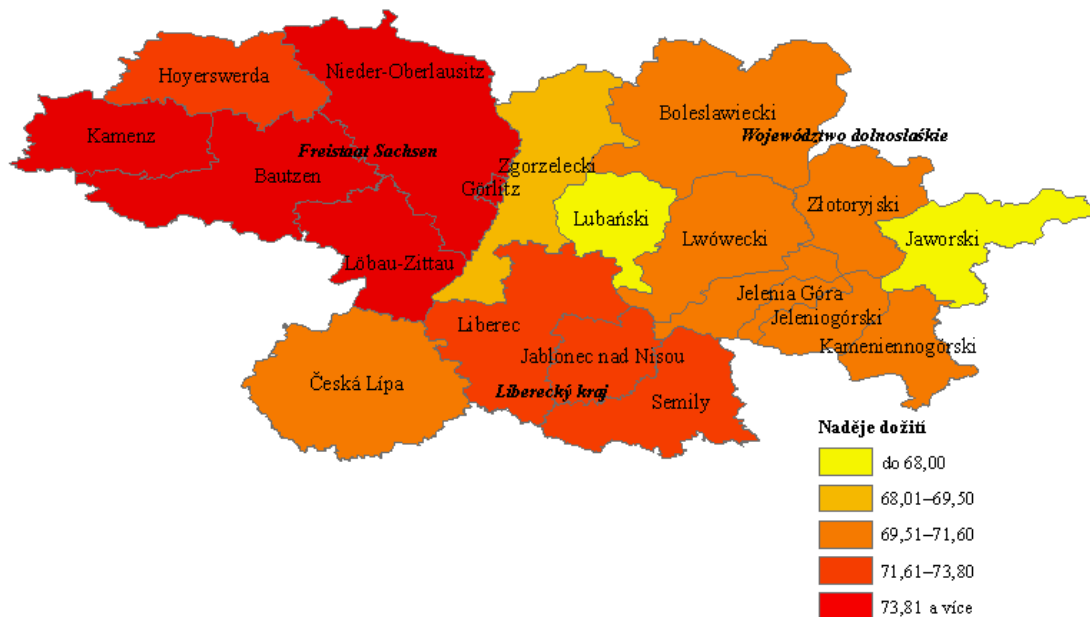 Nieder-Oberlausitz
Hoyerswerda
Boleslawiecki
Kamenz
Freistaat Sachsen
Województwo dolnoslaśkie
Zgorzelecki
Bautzen
Görlitz
Lubański
Złotoryjski
Lwówecki
Jaworski
Löbau-Zittau
Jelenia Góra
Liberec
Jeleniogórski
Jablonec nad Nisou
Kameniennogórski
Česká Lípa
Liberecký kraj
Semily
Naděje dožití
do 68,00
68,01–69,50
69,51–71,60
71,61–73,80
73,81 a více